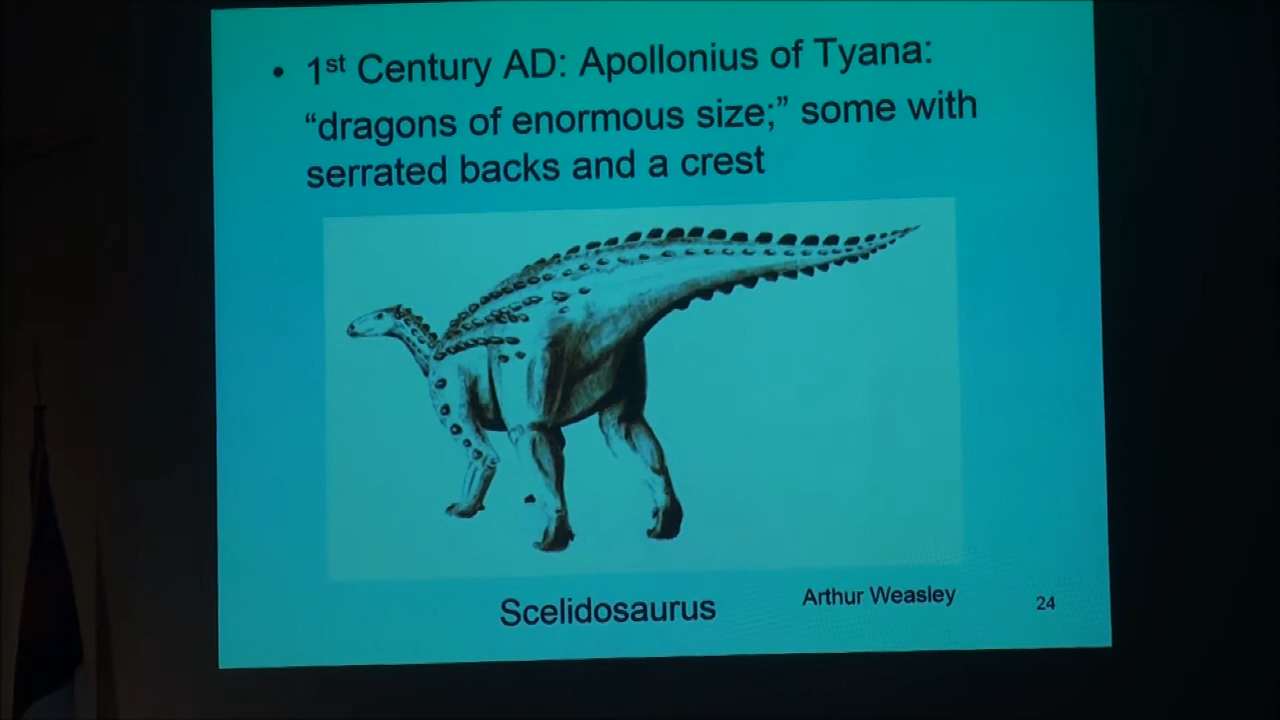 • 1st Century AD: Apollonius of Tyana:
“dragons of enormous size;” some with
serrated backs and a crest
Scelidosaurus
Arthur Weasley
24